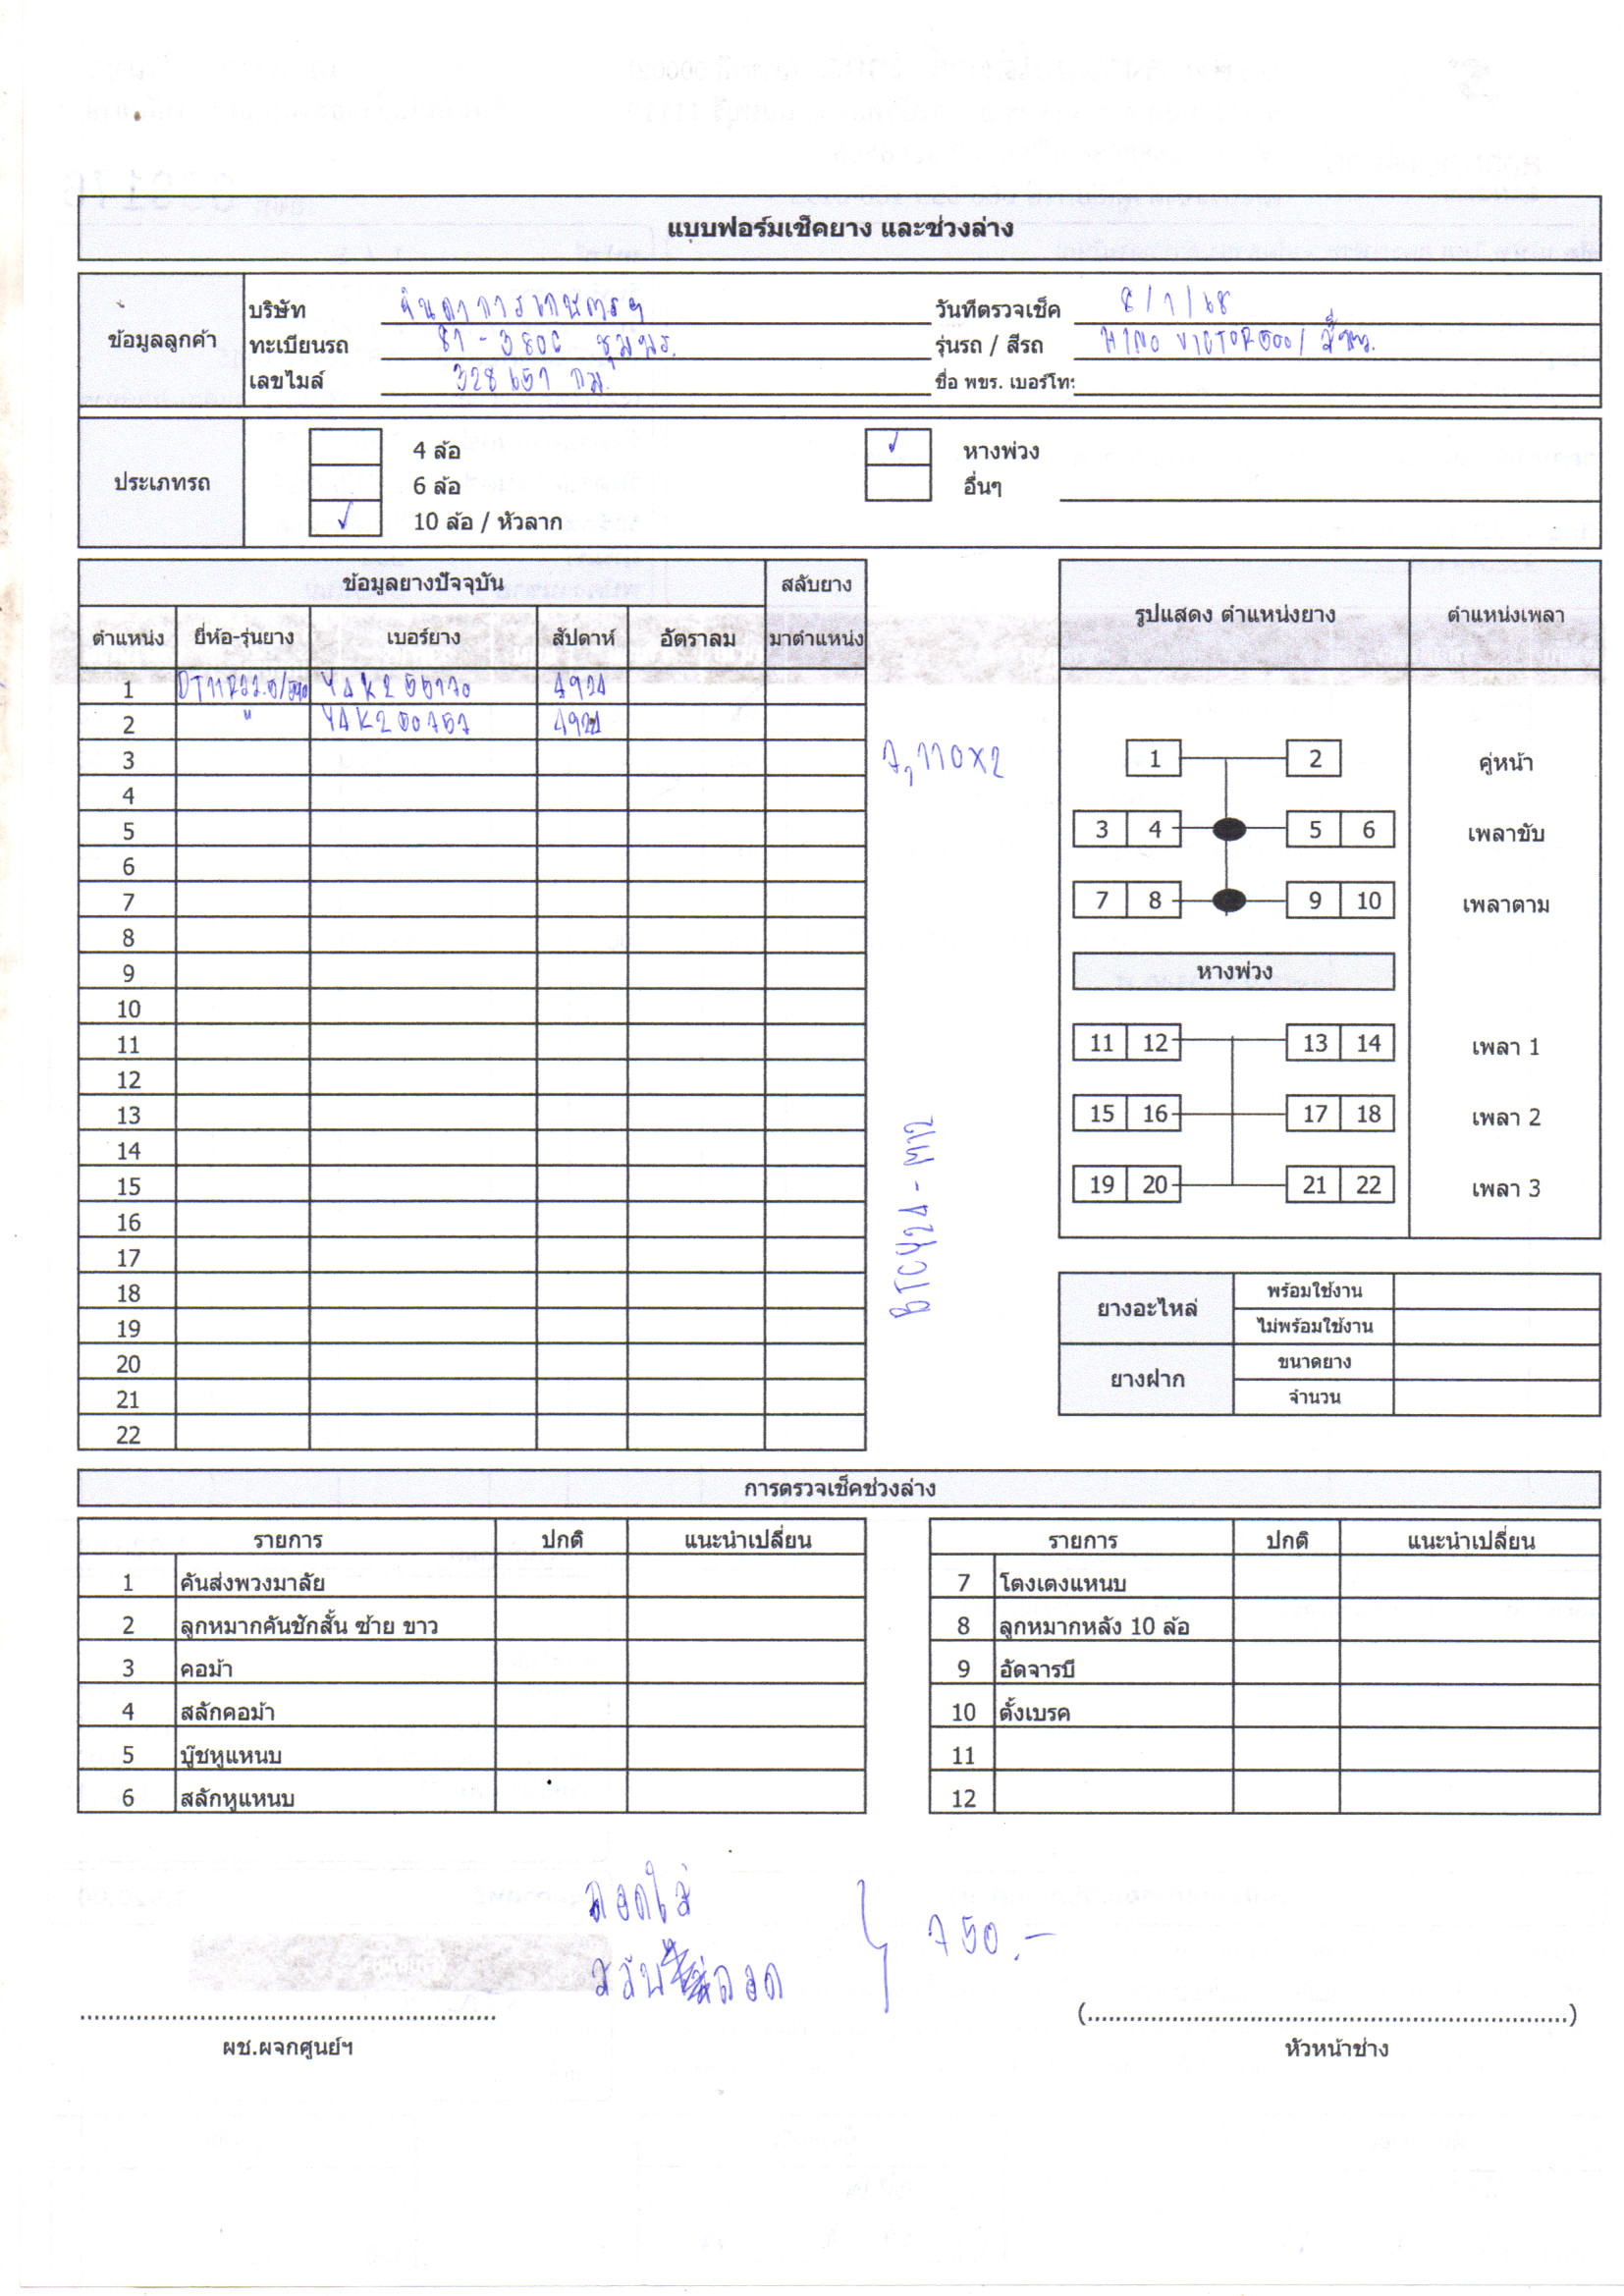 แบบฟอร์มเช็คยาง และช่วงล่าง
ข้อมูลลูกค้า
บริษัท จินดาการเกษตรฯ วันที่ตรวจเช็ค 8/1/68
ทะเบียนรถ 81-3800 ชุมพร. รุ่นรถ / สีรถ HINO VICTOR500/
เลขไมล์ 328651 กม. ชื่อ พขร. เบอร์โท:
ประเภทรถ
4 ล้อ ✓ หางพ่วง
6 ล้อ อื่นๆ
✓ 10 ล้อ / หัวลาก
ข้อมูลยางปัจจุบัน สลับยาง
ตำแหน่ง ยี่ห้อ-รุ่นยาง เบอร์ยาง สัปดาห์ อัตราลม มาตำแหน่ง
1 DT11R22.5/ 4924
2 " 4924
3
4
5
6
7
8
9
10
11
12
13
14
15
16
17
18
19
20
21
22
7,110x2
รูปแสดง ตำแหน่งยาง ตำแหน่งเพลา
1 2 คู่หน้า
3 4 5 6 เพลาขับ
7 8 9 10 เพลาตาม
หางพ่วง
11 12 13 14 เพลา 1
15 16 17 18 เพลา 2
19 20 21 22 เพลา 3
ยางอะไหล่ พร้อมใช้งาน
ไม่พร้อมใช้งาน
ยางฝาก ขนาดยาง
จำนวน
การตรวจเช็คช่วงล่าง
รายการ ปกติ แนะนำเปลี่ยน
1 คันส่งพวงมาลัย
2 ลูกหมากคันชักสั้น ซ้าย ขาว
3 คอม้า
4 สลักคอม้า
5 บู๊ชหูแหนบ
6 สลักหูแหนบ
รายการ ปกติ แนะนำเปลี่ยน
7 โตงเตงแหนบ
8 ลูกหมากหลัง 10 ล้อ
9 อัดจารบี
10 ตั้งเบรค
11
12
ถอดใส่
750.-
ผช.ผจกศูนย์ฯ
(...)
หัวหน้าช่าง